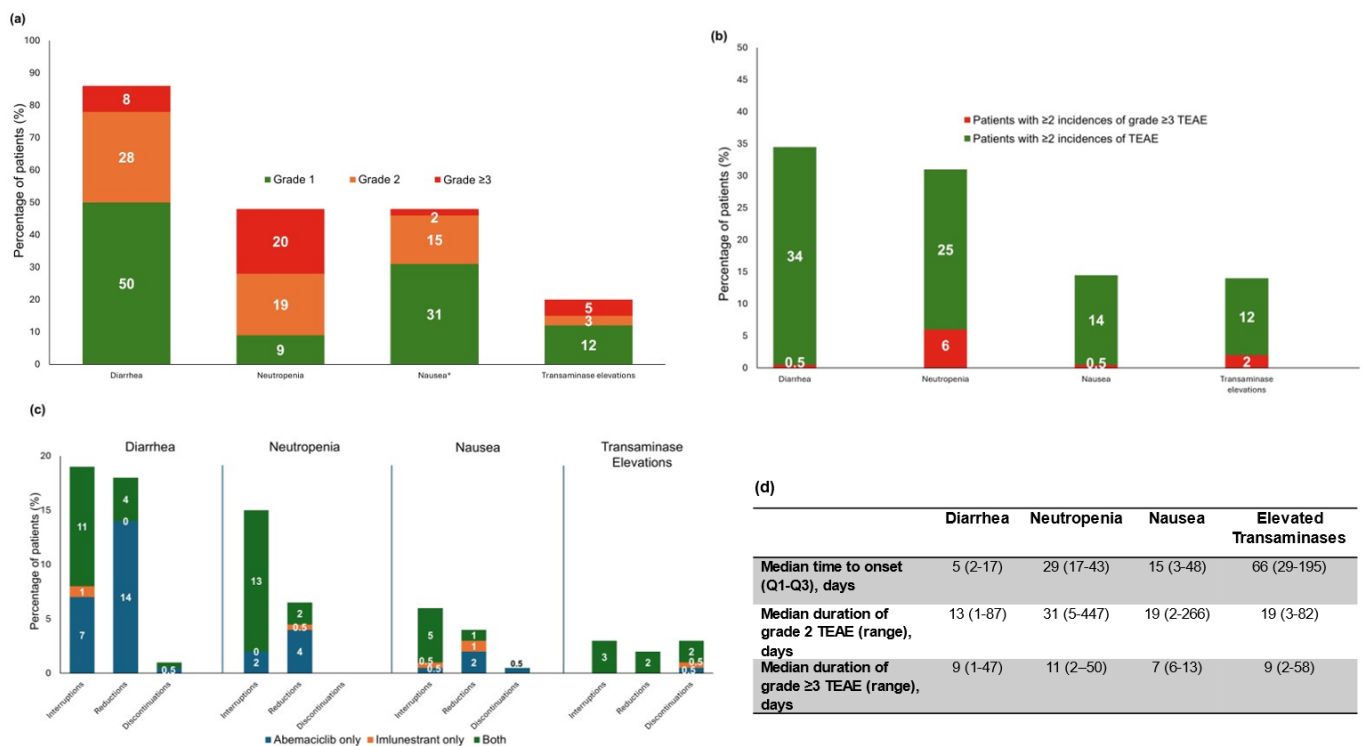 (a)
Percentage of patients (%)
100
90
80
70
60
50
40
30
20
10
0
Grade 1 Grade 2 Grade ≥3
8
28
50
20
19
9
2
15
31
5
3
12
Diarrhea Neutropenia Nausea* Transaminase elevations
(b)
Percentage of patients (%)
50
45
40
35
30
25
20
15
10
5
0
Patients with ≥2 incidences of grade ≥3 TEAE
Patients with ≥2 incidences of TEAE
34
0.5
25
6
14
0.5
12
2
Diarrhea Neutropenia Nausea Transaminase
elevations
(c)
Diarrhea Neutropenia Nausea Transaminase
Elevations
Percentage of patients (%)
20
15
10
5
0
11
1
7
4
0
14
0.5
13
0
2
2
0.5
4
5
0.5
0.5
1
1
2
0.5
3
2
2
0.5
0.5
Interruptions Reductions Discontinuations Interruptions Reductions Discontinuations Interruptions Reductions Discontinuations Interruptions Reductions Discontinuations
Abemaciclib only Imlunestrant only Both
(d)
Diarrhea Neutropenia Nausea Elevated
Transaminases
Median time to onset 5 (2-17) 29 (17-43) 15 (3-48) 66 (29-195)
(Q1-Q3), days
Median duration of 13 (1-87) 31 (5-447) 19 (2-266) 19 (3-82)
grade 2 TEAE (range),
days
Median duration of 9 (1-47) 11 (2–50) 7 (6-13) 9 (2-58)
grade ≥3 TEAE (range),
days